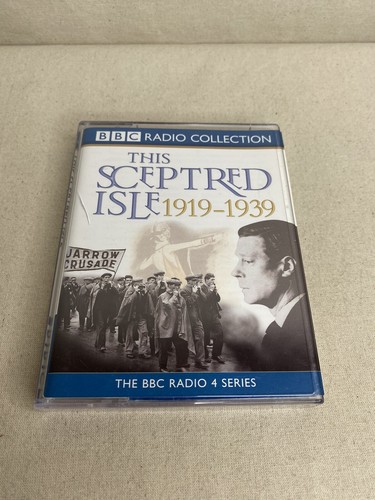 BBC RADIO COLLECTION
THIS
SCEPTRED
ISLE 1919–1939
JARROW
CRUSADE
THE BBC RADIO 4 SERIES